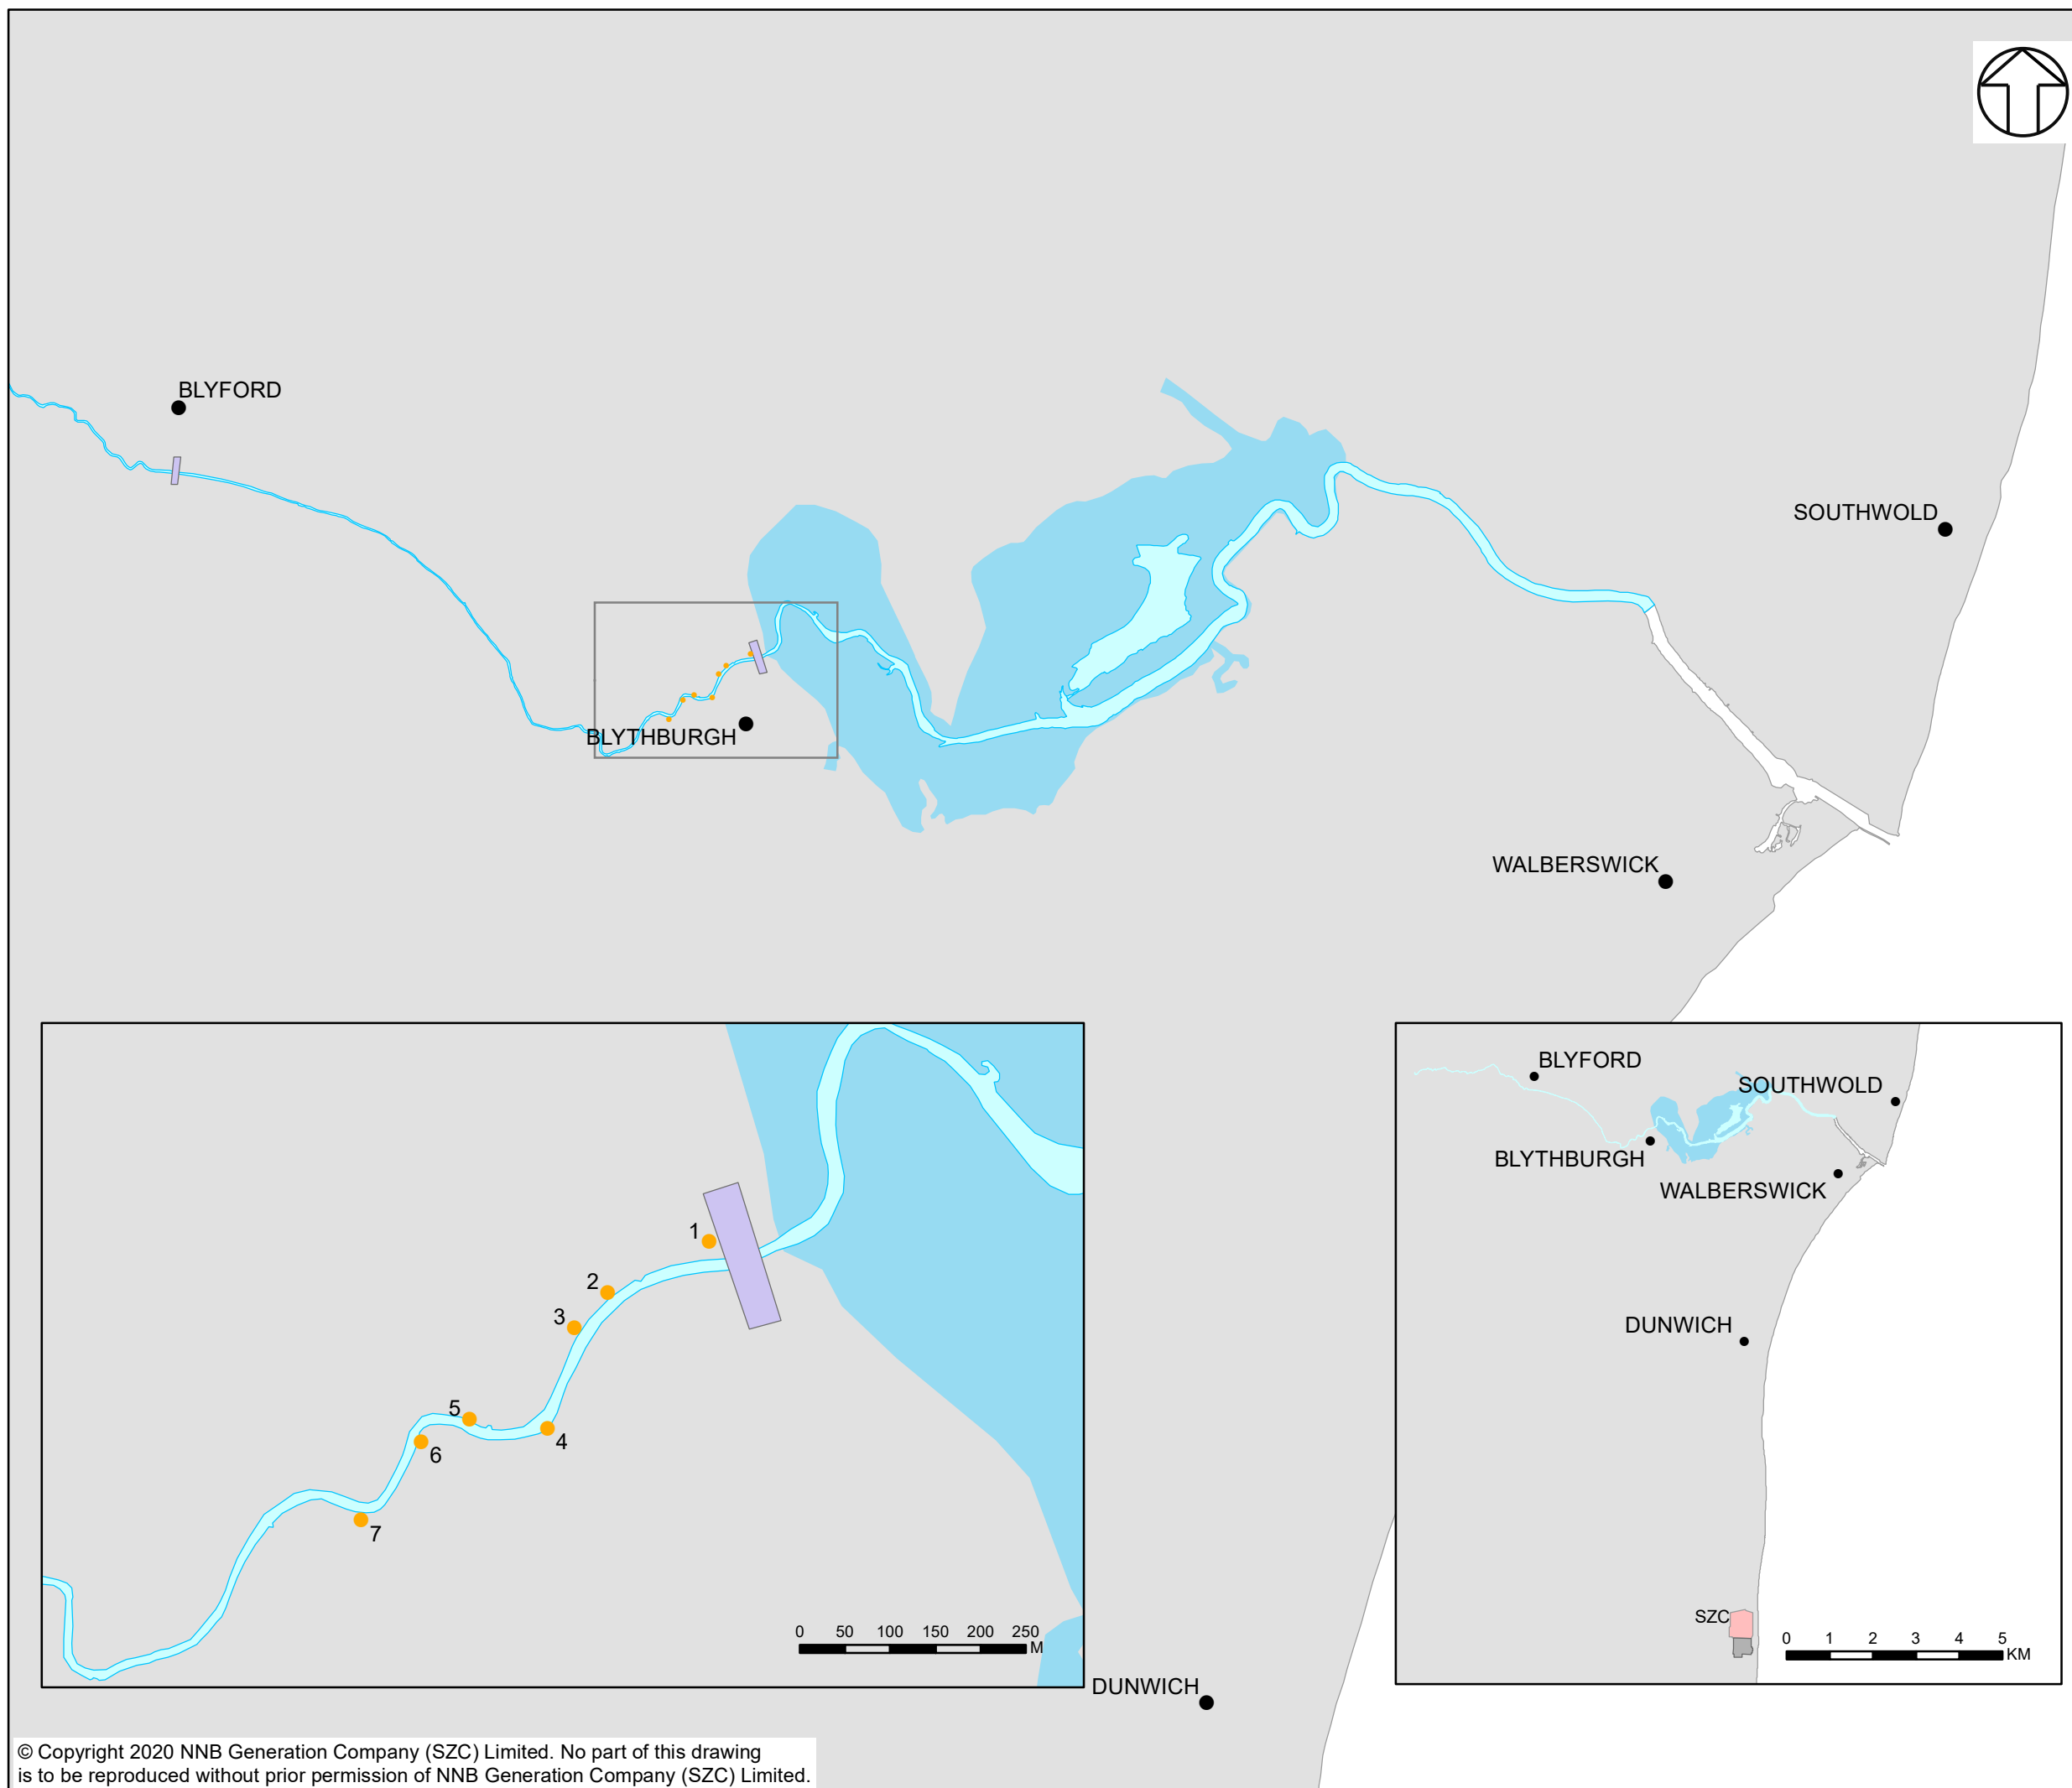 BLYFORD
SOUTHWOLD
BLYTHBURGH
WALBERSWICK
DUNWICH
1
2
3
4
5
6
7
0 50 100 150 200 250
M
BLYFORD
SOUTHWOLD
BLYTHBURGH
WALBERSWICK
DUNWICH
SZC
0 1 2 3 4 5
KM
© Copyright 2020 NNB Generation Company (SZC) Limited. No part of this drawing
is to be reproduced without prior permission of NNB Generation Company (SZC) Limited.